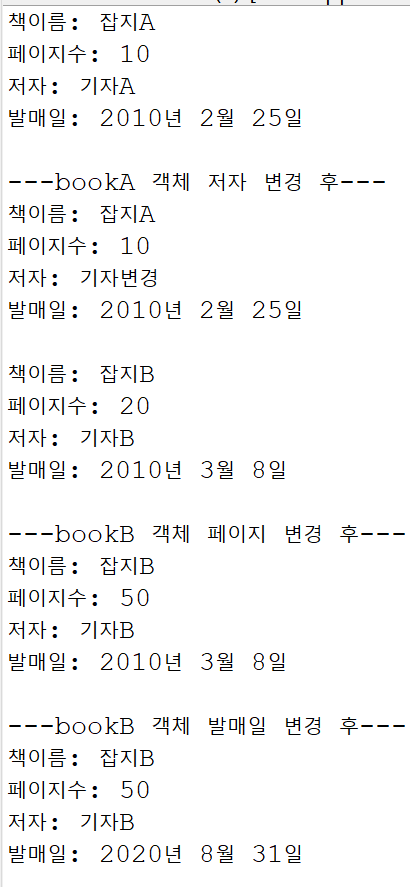 책이름: 잡지A
페이지수: 10
저자: 기자A
발매일: 2010년 2월 25일
---bookA 객체 저자 변경 후---
책이름: 잡지A
페이지수: 10
저자: 기자변경
발매일: 2010년 2월 25일
책이름: 잡지B
페이지수: 20
저자: 기자B
발매일: 2010년 3월 8일
---bookB 객체 페이지 변경 후---
책이름: 잡지B
페이지수: 50
저자: 기자B
발매일: 2010년 3월 8일
---bookB 객체 발매일 변경 후---
책이름: 잡지B
페이지수: 50
저자: 기자B
발매일: 2020년 8월 31일